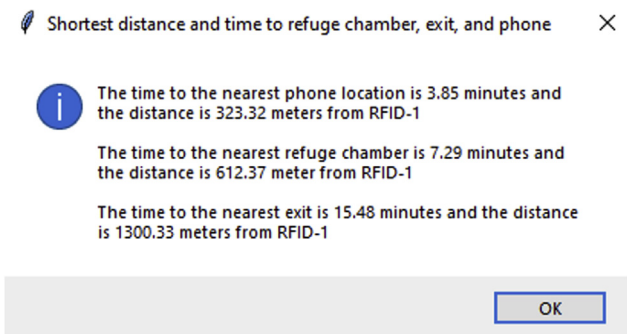 Shortest distance and time to refuge chamber, exit, and phone
The time to the nearest phone location is 3.85 minutes and
the distance is 323.32 meters from RFID-1
The time to the nearest refuge chamber is 7.29 minutes and
the distance is 612.37 meter from RFID-1
The time to the nearest exit is 15.48 minutes and the distance
is 1300.33 meters from RFID-1
OK